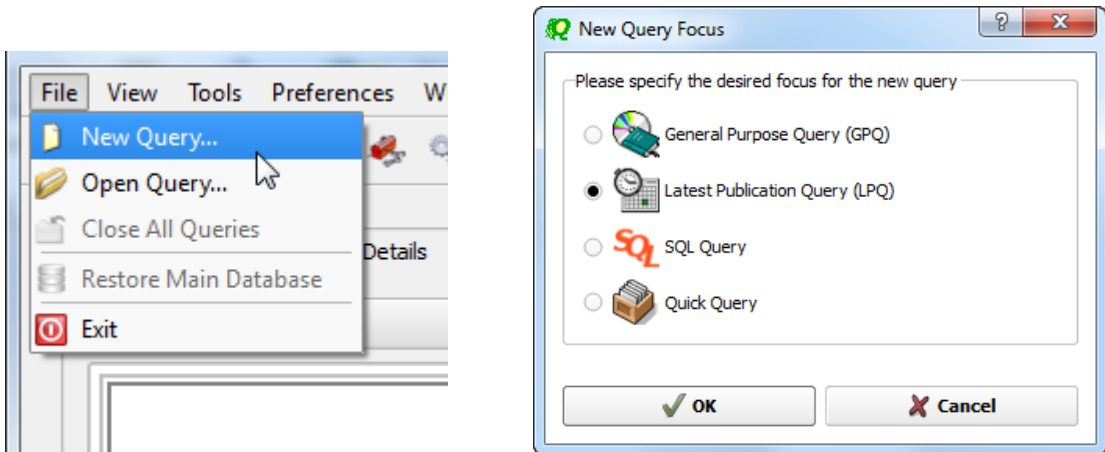 File View Tools Preferences W
New Query...
Open Query...
Close All Queries
Details
Restore Main Database
Exit
New Query Focus
?
Please specify the desired focus for the new query
General Purpose Query (GPQ)
Latest Publication Query (LPQ)
SQL SQL Query
Quick Query
OK Cancel